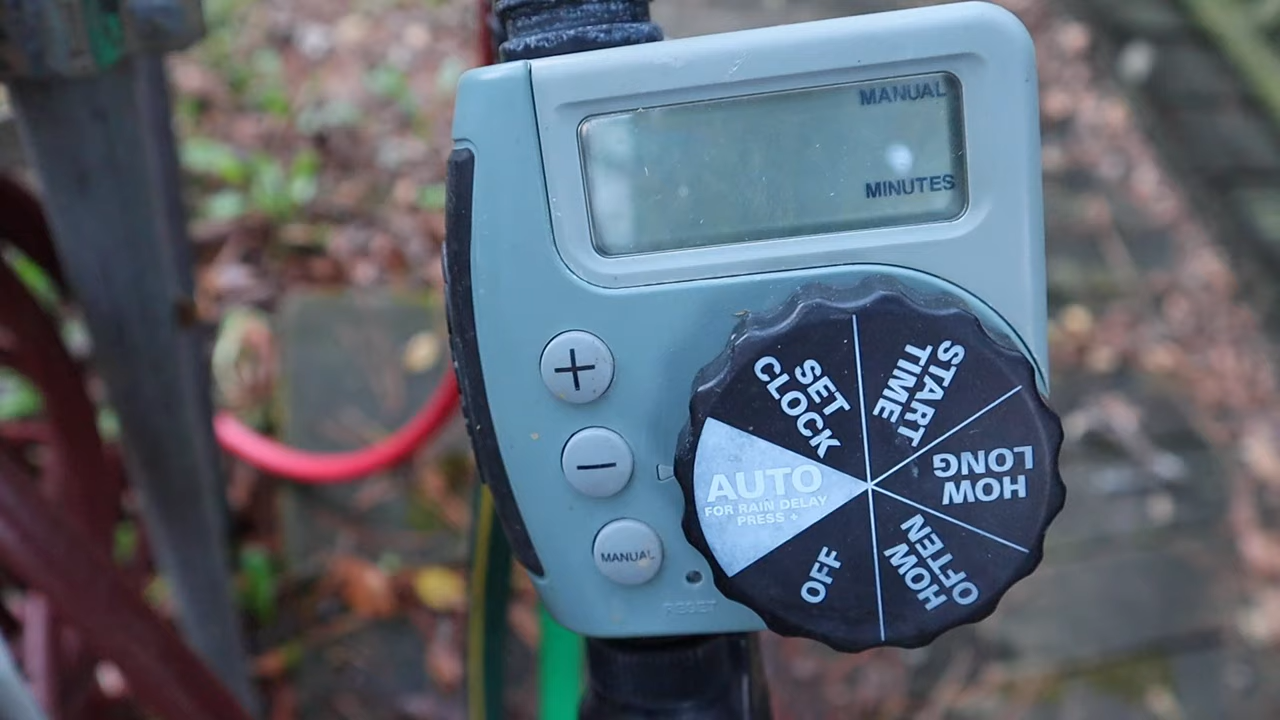 MANUAL
MINUTES
SET
CLOCK
START
TIME
HOW
LONG
AUTO
FOR RAIN DELAY
PRESS +
HOW
OFTEN
OFF
+
−
MANUAL
RESET